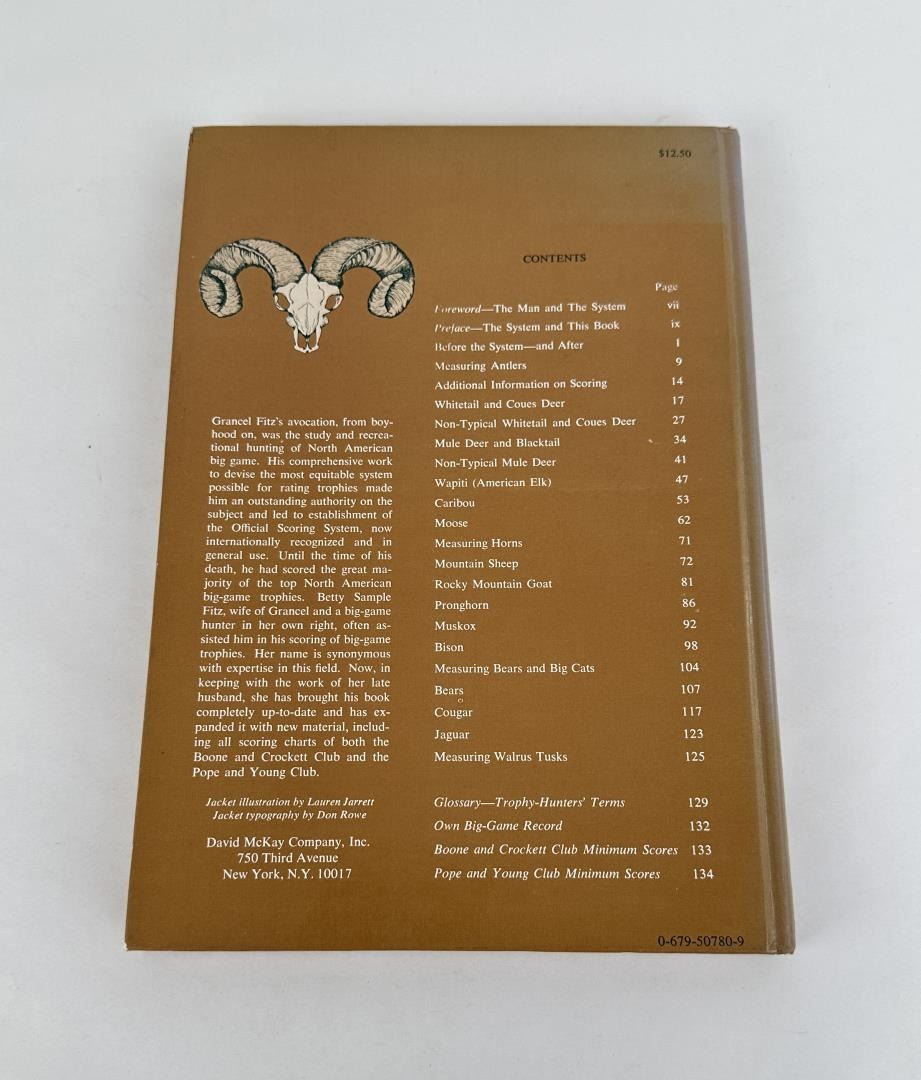 $12.50
CONTENTS
Page
Foreword—The Man and The System vii
Preface—The System and This Book ix
Before the System—and After 1
Measuring Antlers 9
Additional Information on Scoring 14
Whitetail and Coues Deer 17
Non-Typical Whitetail and Coues Deer 27
Mule Deer and Blacktail 34
Non-Typical Mule Deer 41
Wapiti (American Elk) 47
Caribou 53
Moose 62
Measuring Horns 71
Mountain Sheep 72
Rocky Mountain Goat 81
Pronghorn 86
Muskox 92
Bison 98
Measuring Bears and Big Cats 104
Bears 107
Cougar 117
Jaguar 123
Measuring Walrus Tusks 125
Glossary—Trophy-Hunters' Terms 129
Own Big-Game Record 132
Boone and Crockett Club Minimum Scores 133
Pope and Young Club Minimum Scores 134
Grancel Fitz's avocation, from boy-
hood on, was the study and recrea-
tional hunting of North American
big game. His comprehensive work
to devise the most equitable system
possible for rating trophies made
him an outstanding authority on the
subject and led to establishment of
the Official Scoring System, now
internationally recognized and in
general use. Until the time of his
death, he had scored the great ma-
jority of the top North American
big-game trophies. Betty Sample
Fitz, wife of Grancel and a big-game
hunter in her own right, often as-
sisted him in his scoring of big-game
trophies. Her name is synonymous
with expertise in this field. Now, in
keeping with the work of her late
husband, she has brought his book
completely up-to-date and has ex-
panded it with new material, includ-
ing all scoring charts of both the
Boone and Crockett Club and the
Pope and Young Club.
Jacket illustration by Lauren Jarrett
Jacket typography by Don Rowe
David McKay Company, Inc.
750 Third Avenue
New York, N.Y. 10017
0-679-50780-9